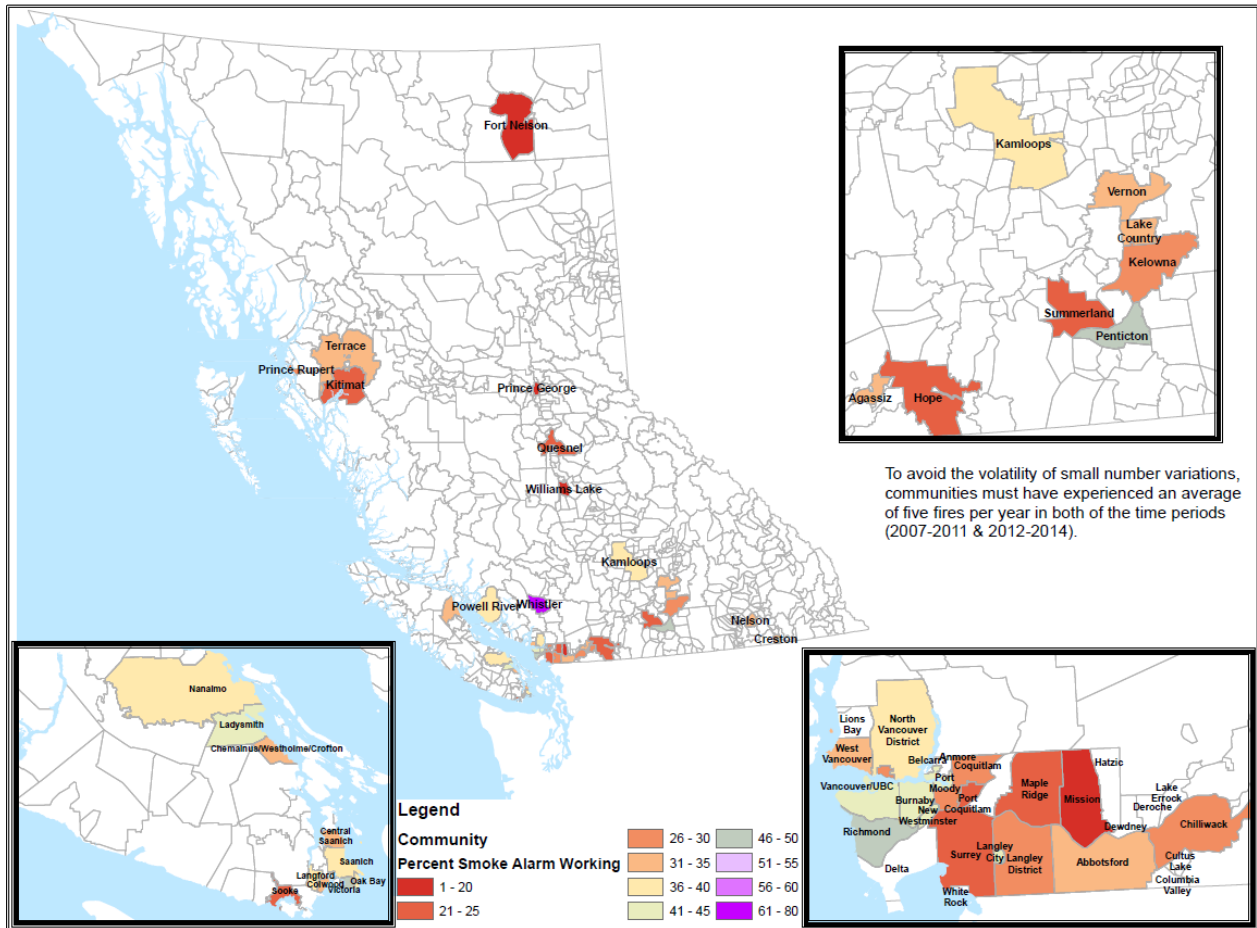 Fort Nelson
Terrace
Prince Rupert
Kitimat
Prince George
Quesnel
Williams Lake
Kamloops
Powell River
Whistler
Nelson
Creston
Kamloops
Vernon
Lake
Country
Kelowna
Summerland
Penticton
Agassiz
Hope
To avoid the volatility of small number variations,
communities must have experienced an average
of five fires per year in both of the time periods
(2007-2011 & 2012-2014).
Nanaimo
Ladysmith
Chemainus/Westholme/Crofton
Central
Saanich
Saanich
Langford
Colwood
Oak Bay
Victoria
Sooke
Legend
Community
Percent Smoke Alarm Working
1 - 20
21 - 25
26 - 30
31 - 35
36 - 40
41 - 45
46 - 50
51 - 55
56 - 60
61 - 80
Lions
Bay
North
Vancouver
District
West
Vancouver
Belcarra
Anmore
Coquitlam
Port
Moody
Vancouver/UBC
Burnaby
New
Westminster
Port
Coquitlam
Maple
Ridge
Mission
Hatzic
Lake
Errock
Deroche
Dewdney
Chilliwack
Richmond
Delta
Surrey
Langley
City
Langley
District
Abbotsford
Cultus
Lake
Columbia
Valley
White
Rock